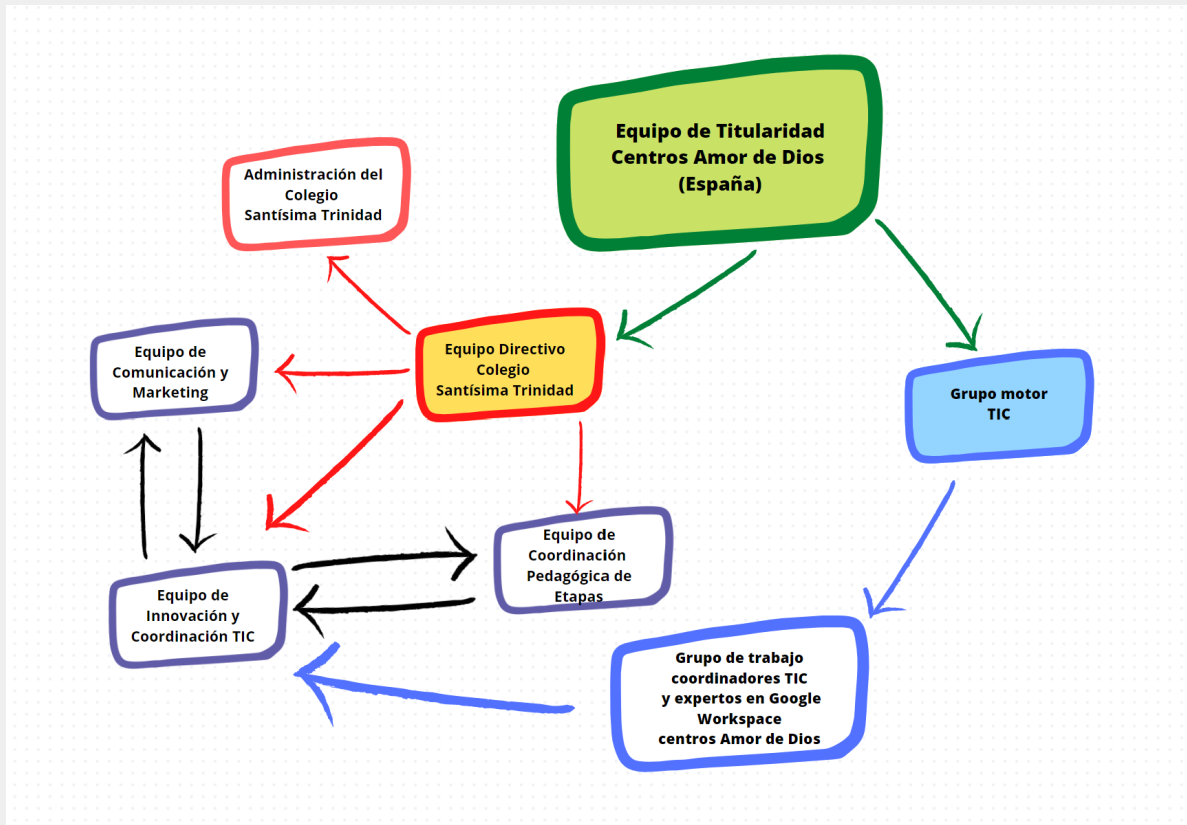 Equipo de Titularidad
Centros Amor de Dios
(España)
Administración del
Colegio
Santísima Trinidad
Equipo Directivo
Colegio
Santísima Trinidad
Equipo de
Comunicación y
Marketing
Grupo motor
TIC
Equipo de
Coordinación
Pedagógica de
Etapas
Equipo de
Innovación y
Coordinación TIC
Grupo de trabajo
coordinadores TIC
y expertos en Google
Workspace
centros Amor de Dios